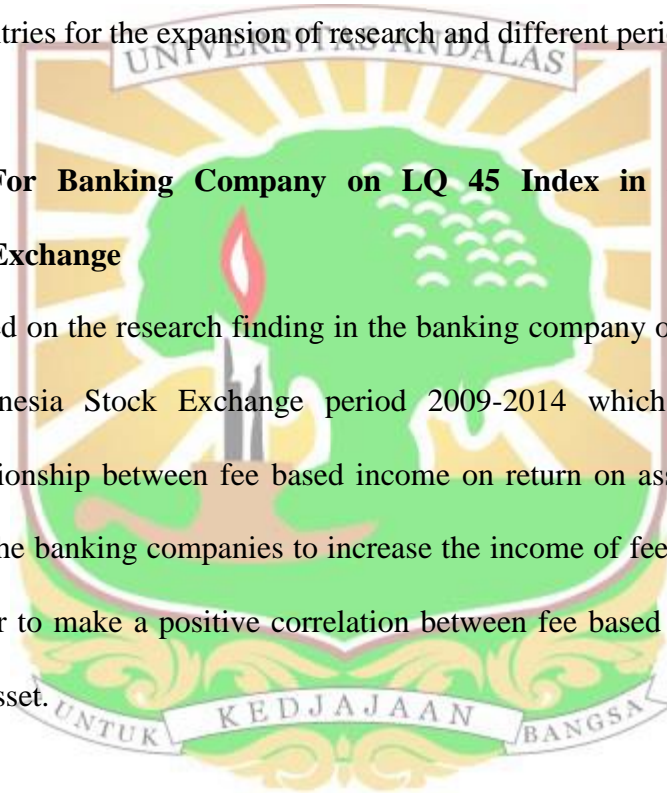 ntries for the expansion of research and different peri
UNIVERSITAS ANDALAS
For Banking Company on LQ 45 Index in
Exchange
ed on the research finding in the banking company o
nesia Stock Exchange period 2009-2014 which
ionship between fee based income on return on ass
he banking companies to increase the income of fee
r to make a positive correlation between fee based
sset.
UNTUK KEDJAJAAN BANGSA